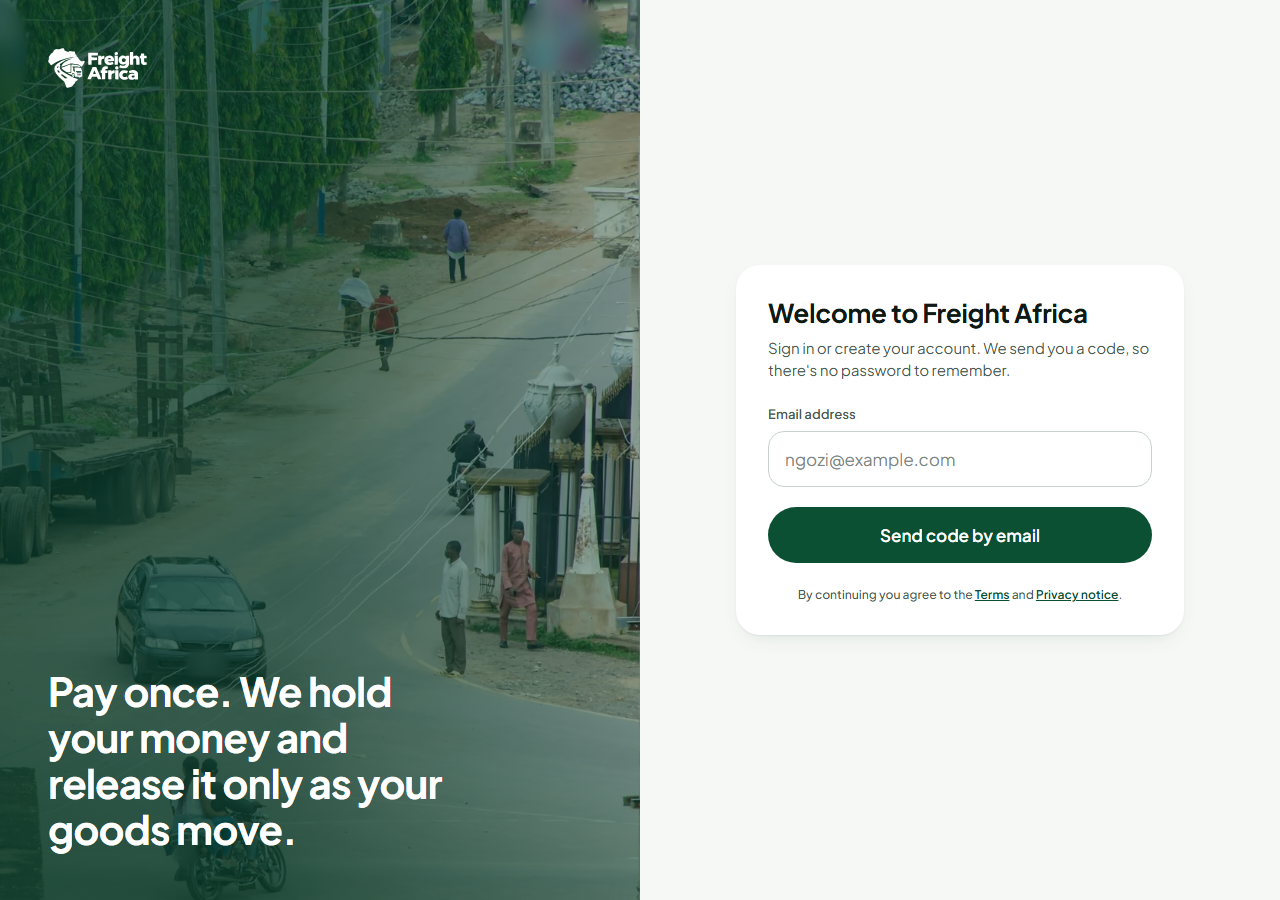 Freight
Africa
Pay once. We hold
your money and
release it only as your
goods move.
Welcome to Freight Africa
Sign in or create your account. We send you a code, so
there's no password to remember.
Email address
ngozi@example.com
Send code by email
By continuing you agree to the Terms and Privacy notice.